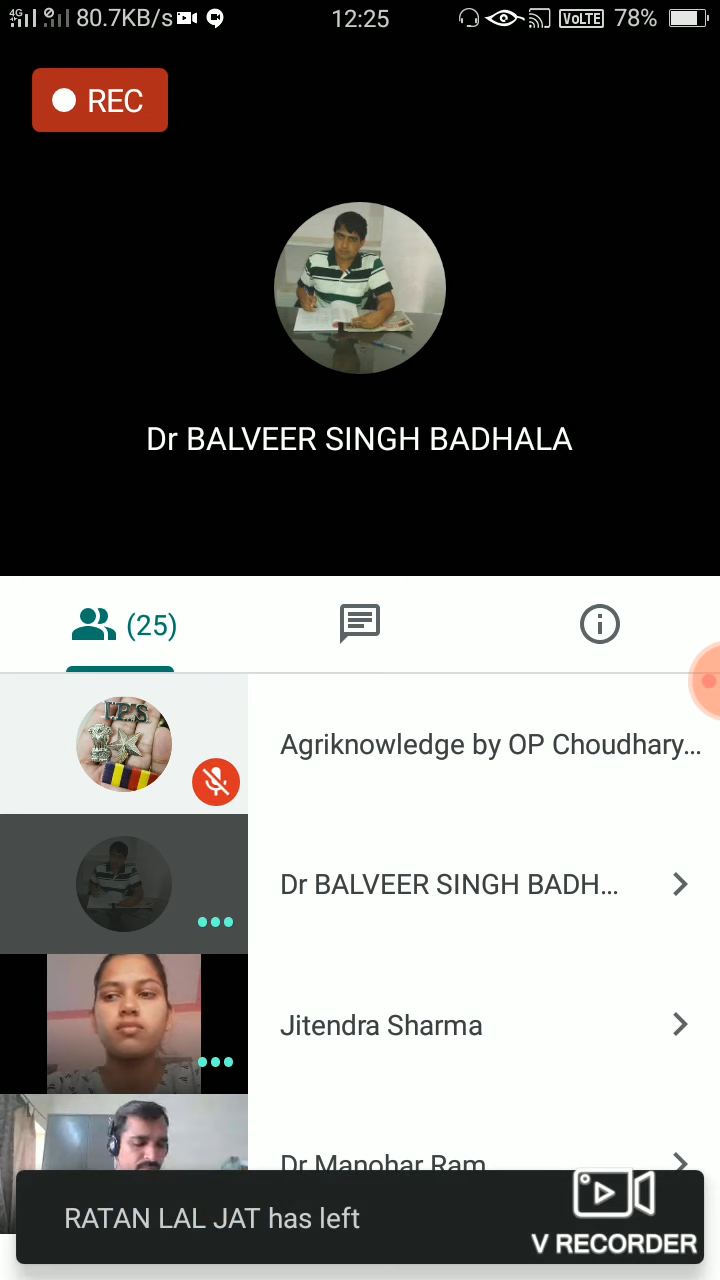 4G 80.7KB/s 12:25 VoLTE 78%
REC
Dr BALVEER SINGH BADHALA
(25)
I.P.S
Agriknowledge by OP Choudhary...
Dr BALVEER SINGH BADH...
Jitendra Sharma
Dr Manohar Ram
RATAN LAL JAT has left
V RECORDER